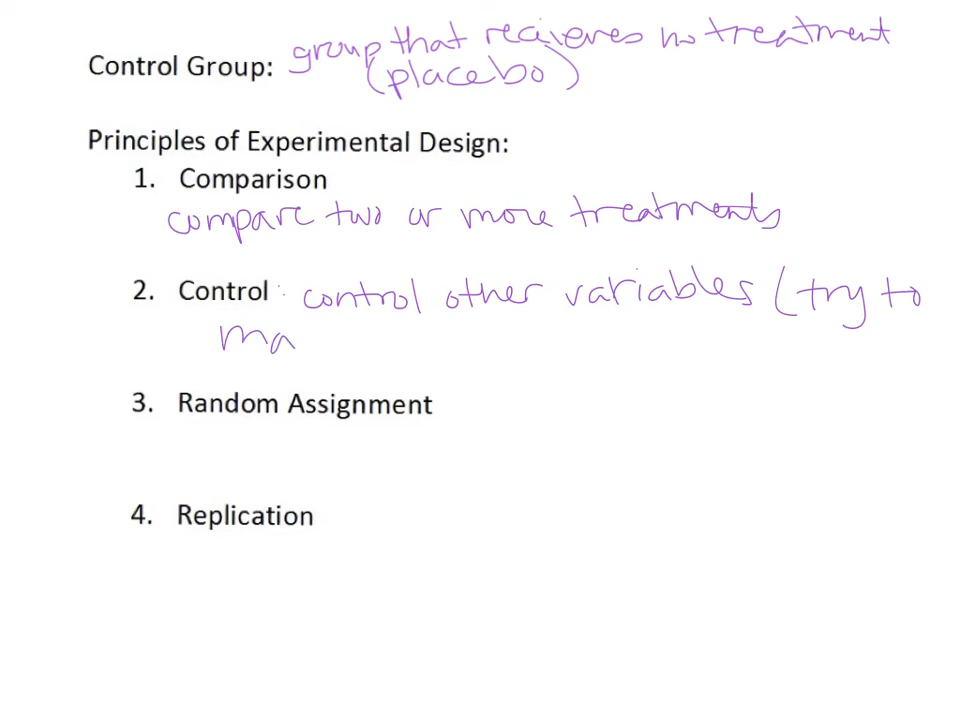 Control Group: group that recieves no treatment
(placebo)
Principles of Experimental Design:
1. Comparison
compare two or more treatments
2. Control : control other variables (try to
ma
3. Random Assignment
4. Replication